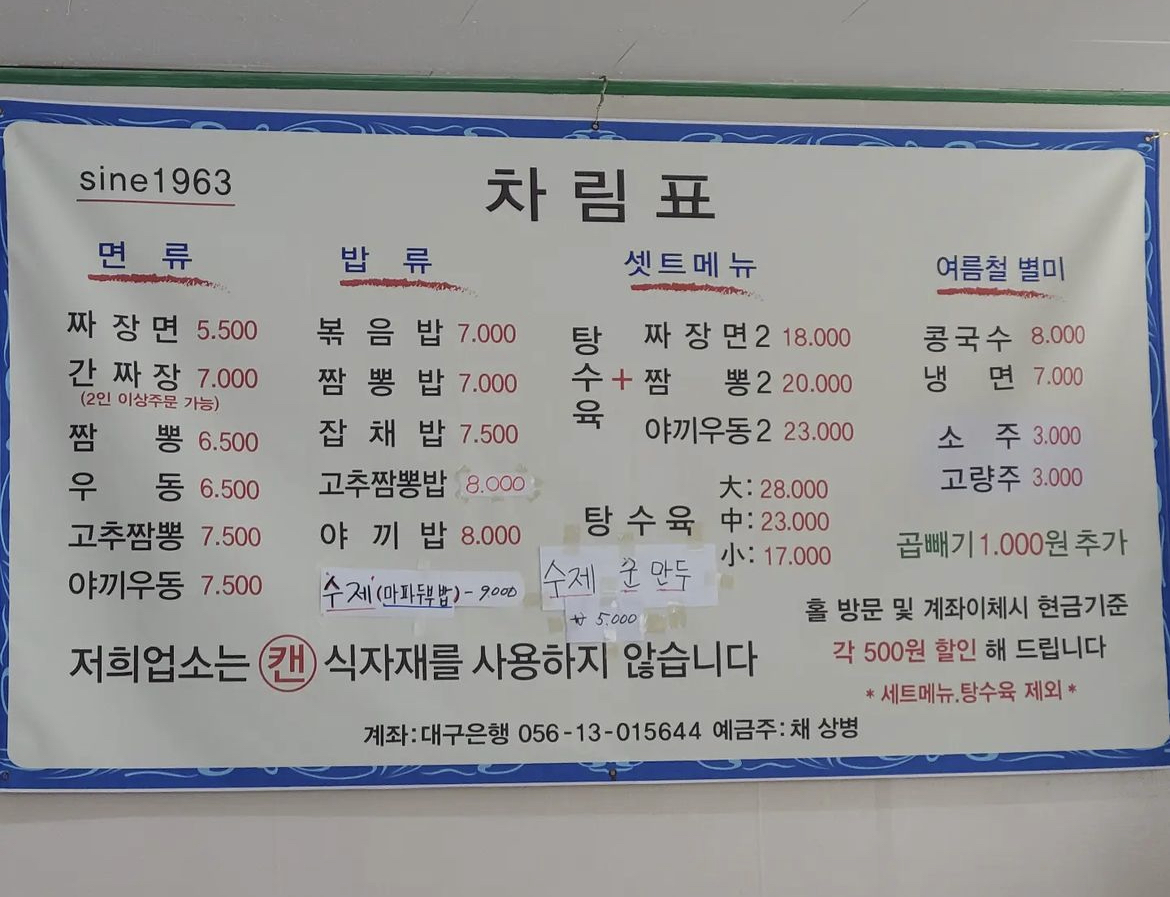 sine1963
차림표
면류
짜장면 5.500
간짜장 7.000
(2인 이상주문 가능)
짬뽕 6.500
우동 6.500
고추짬뽕 7.500
야끼우동 7.500
밥류
볶음밥 7.000
짬뽕밥 7.000
잡채밥 7.500
고추짬뽕밥 8.000
야끼밥 8.000
수제(마파두부밥)-9000
셋트메뉴
탕수육 +
짜장면2 18.000
짬뽕2 20.000
야끼우동2 23.000
탕수육
大: 28.000
中: 23.000
小: 17.000
수제 군만두
₩ 5.000
여름철 별미
콩국수 8.000
냉면 7.000
소주 3.000
고량주 3.000
곱빼기 1.000원 추가
홀 방문 및 계좌이체시 현금기준
각 500원 할인 해 드립니다
*세트메뉴.탕수육 제외*
저희업소는 캔 식자재를 사용하지 않습니다
계좌:대구은행 056-13-015644 예금주:채 상병